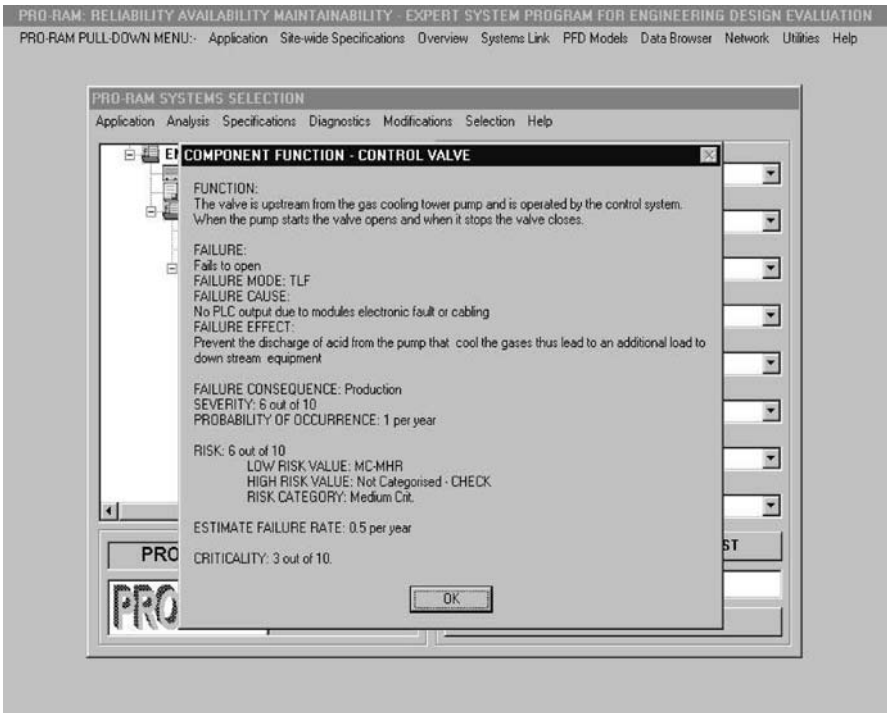 PRO-RAM: RELIABILITY AVAILABILITY MAINTAINABILITY - EXPERT SYSTEM PROGRAM FOR ENGINEERING DESIGN EVALUATION
PRO-RAM PULL-DOWN MENU:- Application Site-wide Specifications Overview Systems Link PFD Models Data Browser Network Utilities Help
PRO-RAM SYSTEMS SELECTION
Application Analysis Specifications Diagnostics Modifications Selection Help
COMPONENT FUNCTION - CONTROL VALVE
FUNCTION:
The valve is upstream from the gas cooling tower pump and is operated by the control system.
When the pump starts the valve opens and when it stops the valve closes.
FAILURE:
Fails to open
FAILURE MODE: TLF
FAILURE CAUSE:
No PLC output due to modules electronic fault or cabling
FAILURE EFFECT:
Prevent the discharge of acid from the pump that cool the gases thus lead to an additional load to
down stream equipment
FAILURE CONSEQUENCE: Production
SEVERITY: 6 out of 10
PROBABILITY OF OCCURRENCE: 1 per year
RISK: 6 out of 10
LOW RISK VALUE: MC-MHR
HIGH RISK VALUE: Not Categorised - CHECK
RISK CATEGORY: Medium Crit.
ESTIMATE FAILURE RATE: 0.5 per year
CRITICALITY: 3 out of 10.
OK
PRO
ST
PRO